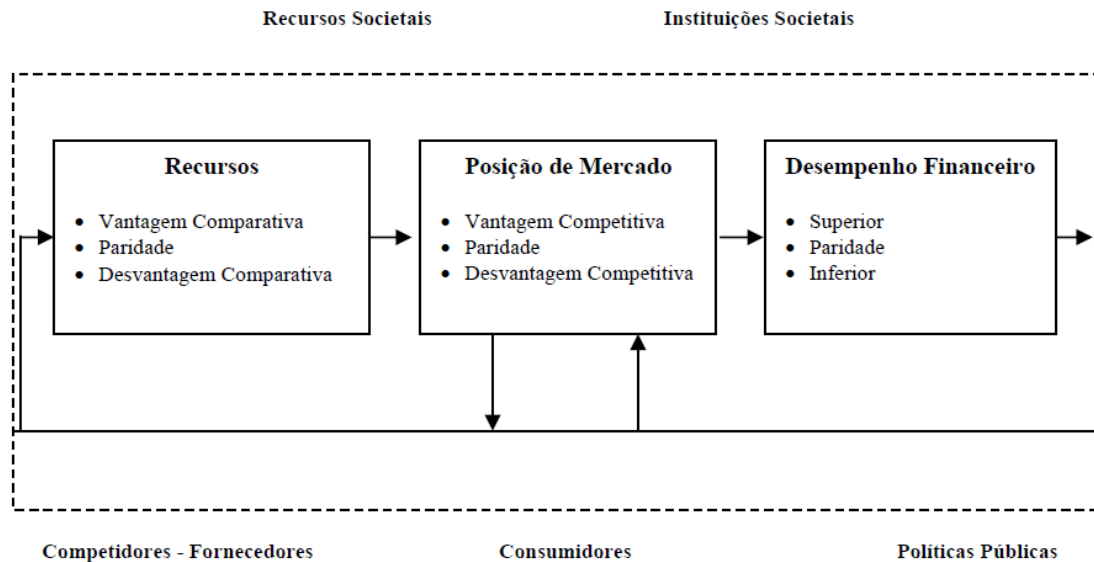 Recursos Societais
Instituições Societais
Recursos
• Vantagem Comparativa
• Paridade
• Desvantagem Comparativa
Posição de Mercado
• Vantagem Competitiva
• Paridade
• Desvantagem Competitiva
Desempenho Financeiro
• Superior
• Paridade
• Inferior
Competidores - Fornecedores
Consumidores
Políticas Públicas